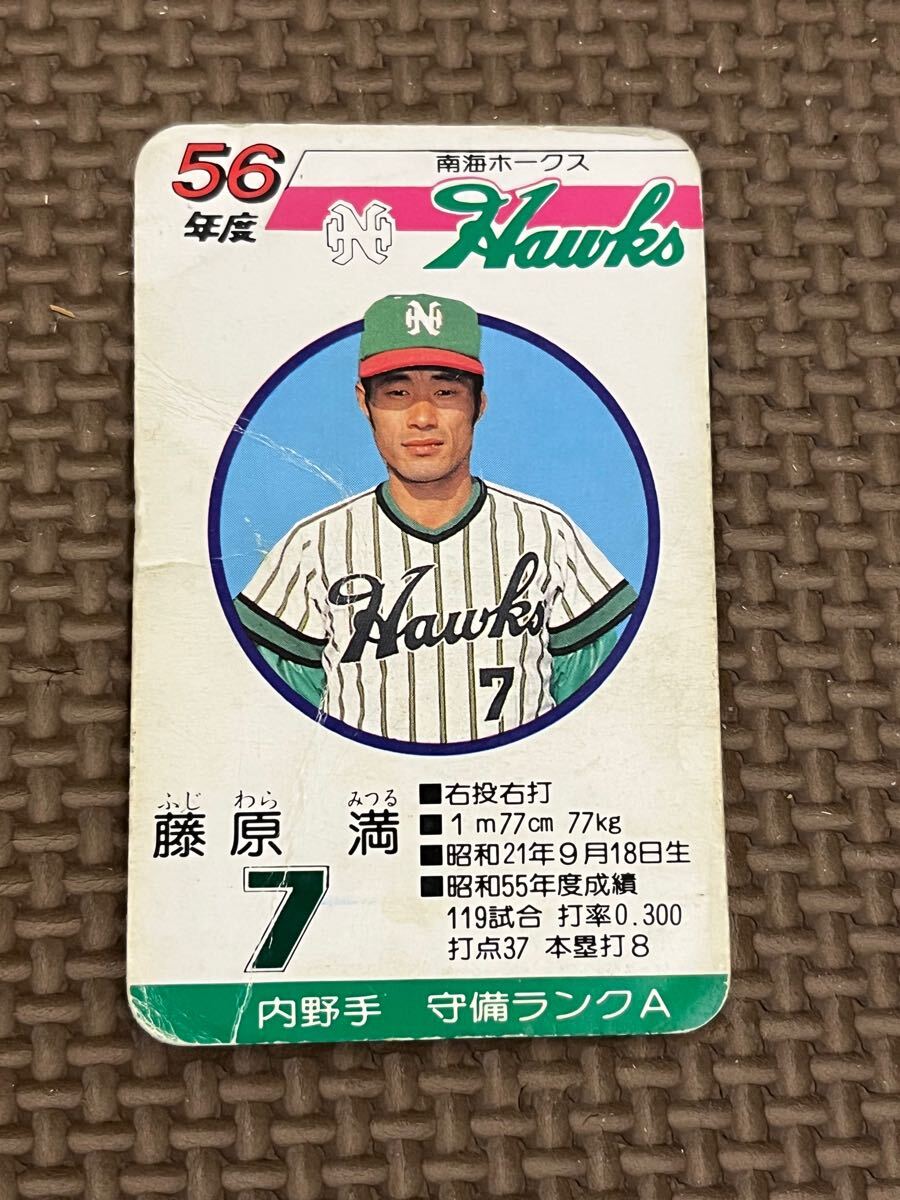 56
年度
南海ホークス
NH
Hawks
NH
Hawks
7
ふじ わら みつる
藤原 満
7
■右投右打
■1m77cm 77kg
■昭和21年9月18日生
■昭和55年度成績
119試合 打率0.300
打点37 本塁打8
内野手 守備ランクA